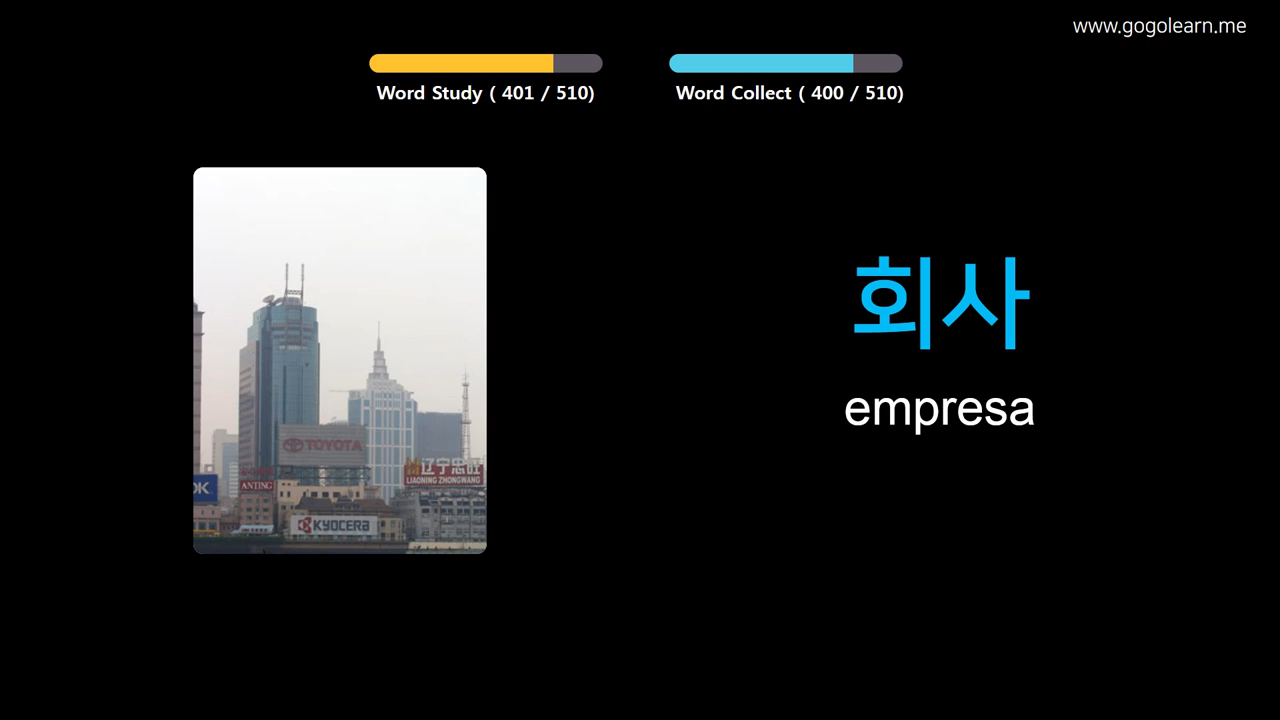 www.gogolearn.me
Word Study ( 401 / 510)
Word Collect ( 400 / 510)
회사
empresa
TOYOTA
辽宁忠旺
LIAONING ZHONGWANG
OK
ANTING
KYOCERA